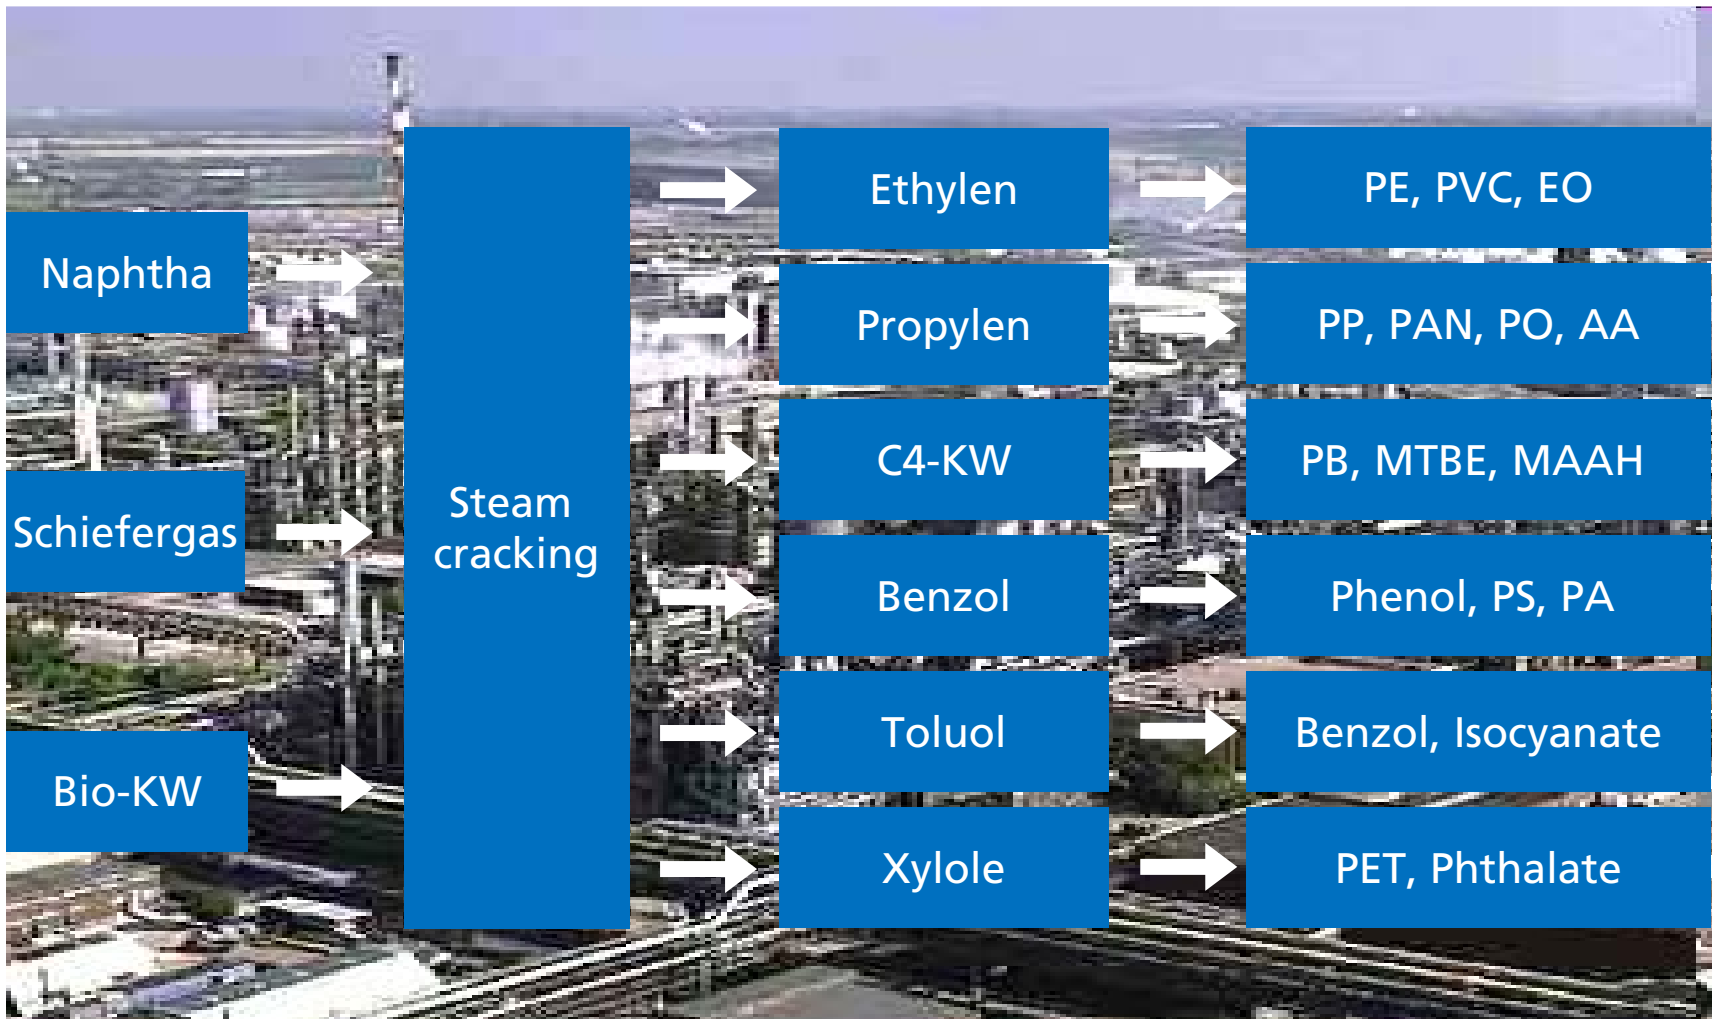 Naphtha
Schiefergas
Bio-KW
Steam
cracking
Ethylen
PE, PVC, EO
Propylen
PP, PAN, PO, AA
C4-KW
PB, MTBE, MAAH
Benzol
Phenol, PS, PA
Toluol
Benzol, Isocyanate
Xylole
PET, Phthalate